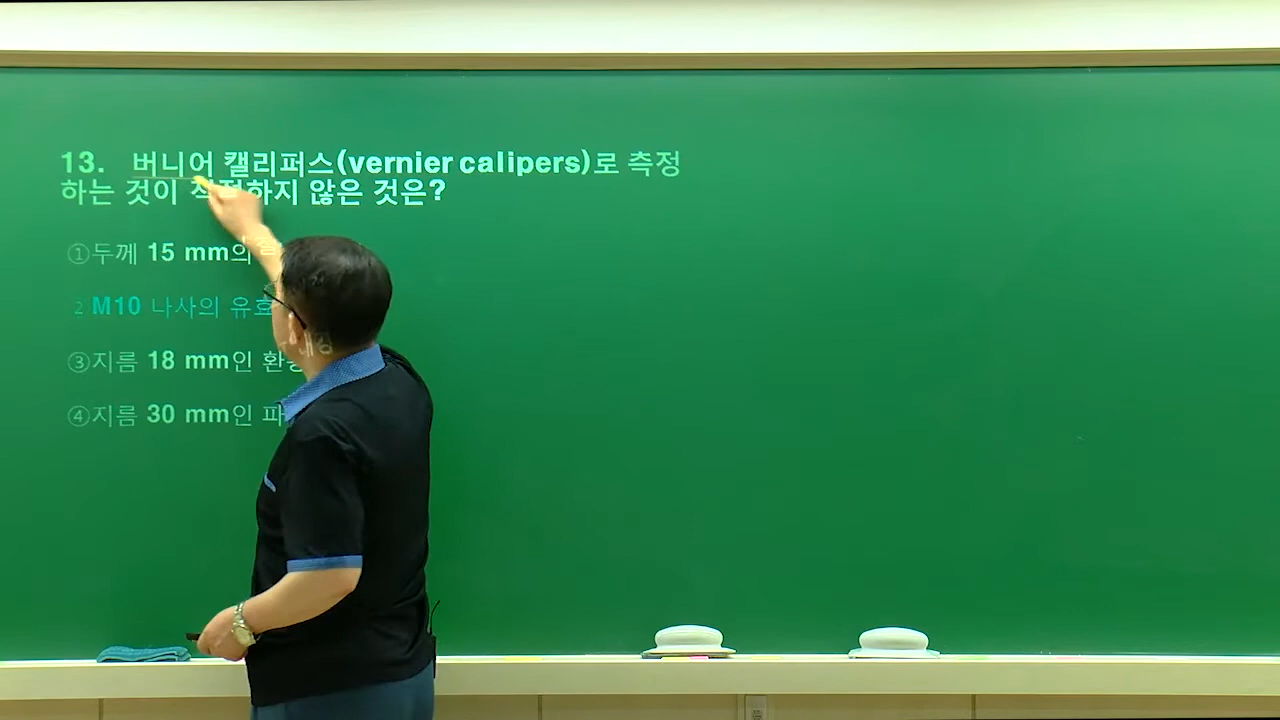 13. 버니어 캘리퍼스(vernier calipers)로 측정
하는 것이 적절하지 않은 것은?
①두께 15 mm의
2 M10 나사의 유효
③지름 18 mm인
④지름 30 mm인